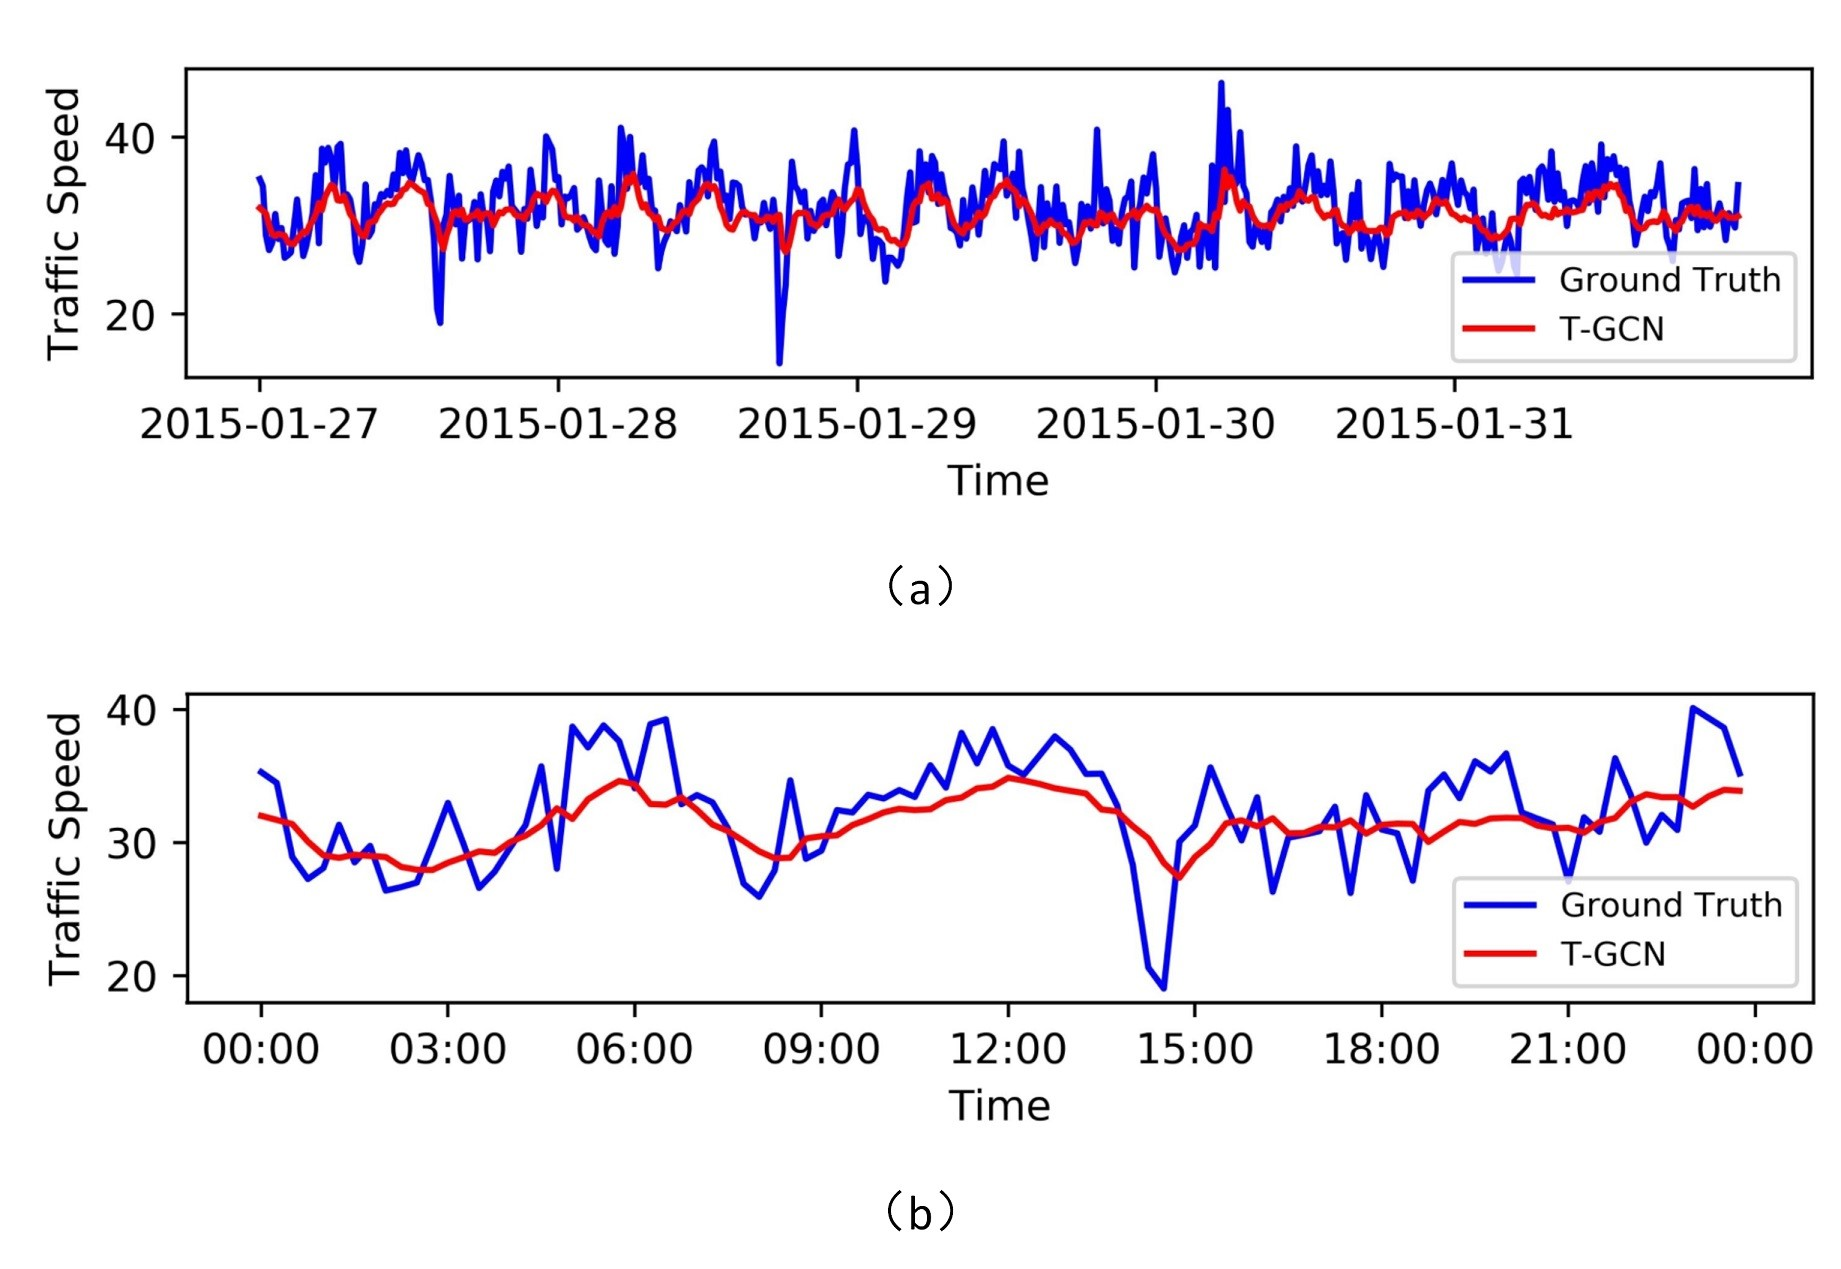 40
20
Traffic Speed
Ground Truth
T-GCN
2015-01-27 2015-01-28 2015-01-29 2015-01-30 2015-01-31
Time
（a）
40
30
20
Traffic Speed
Ground Truth
T-GCN
00:00 03:00 06:00 09:00 12:00 15:00 18:00 21:00 00:00
Time
（b）